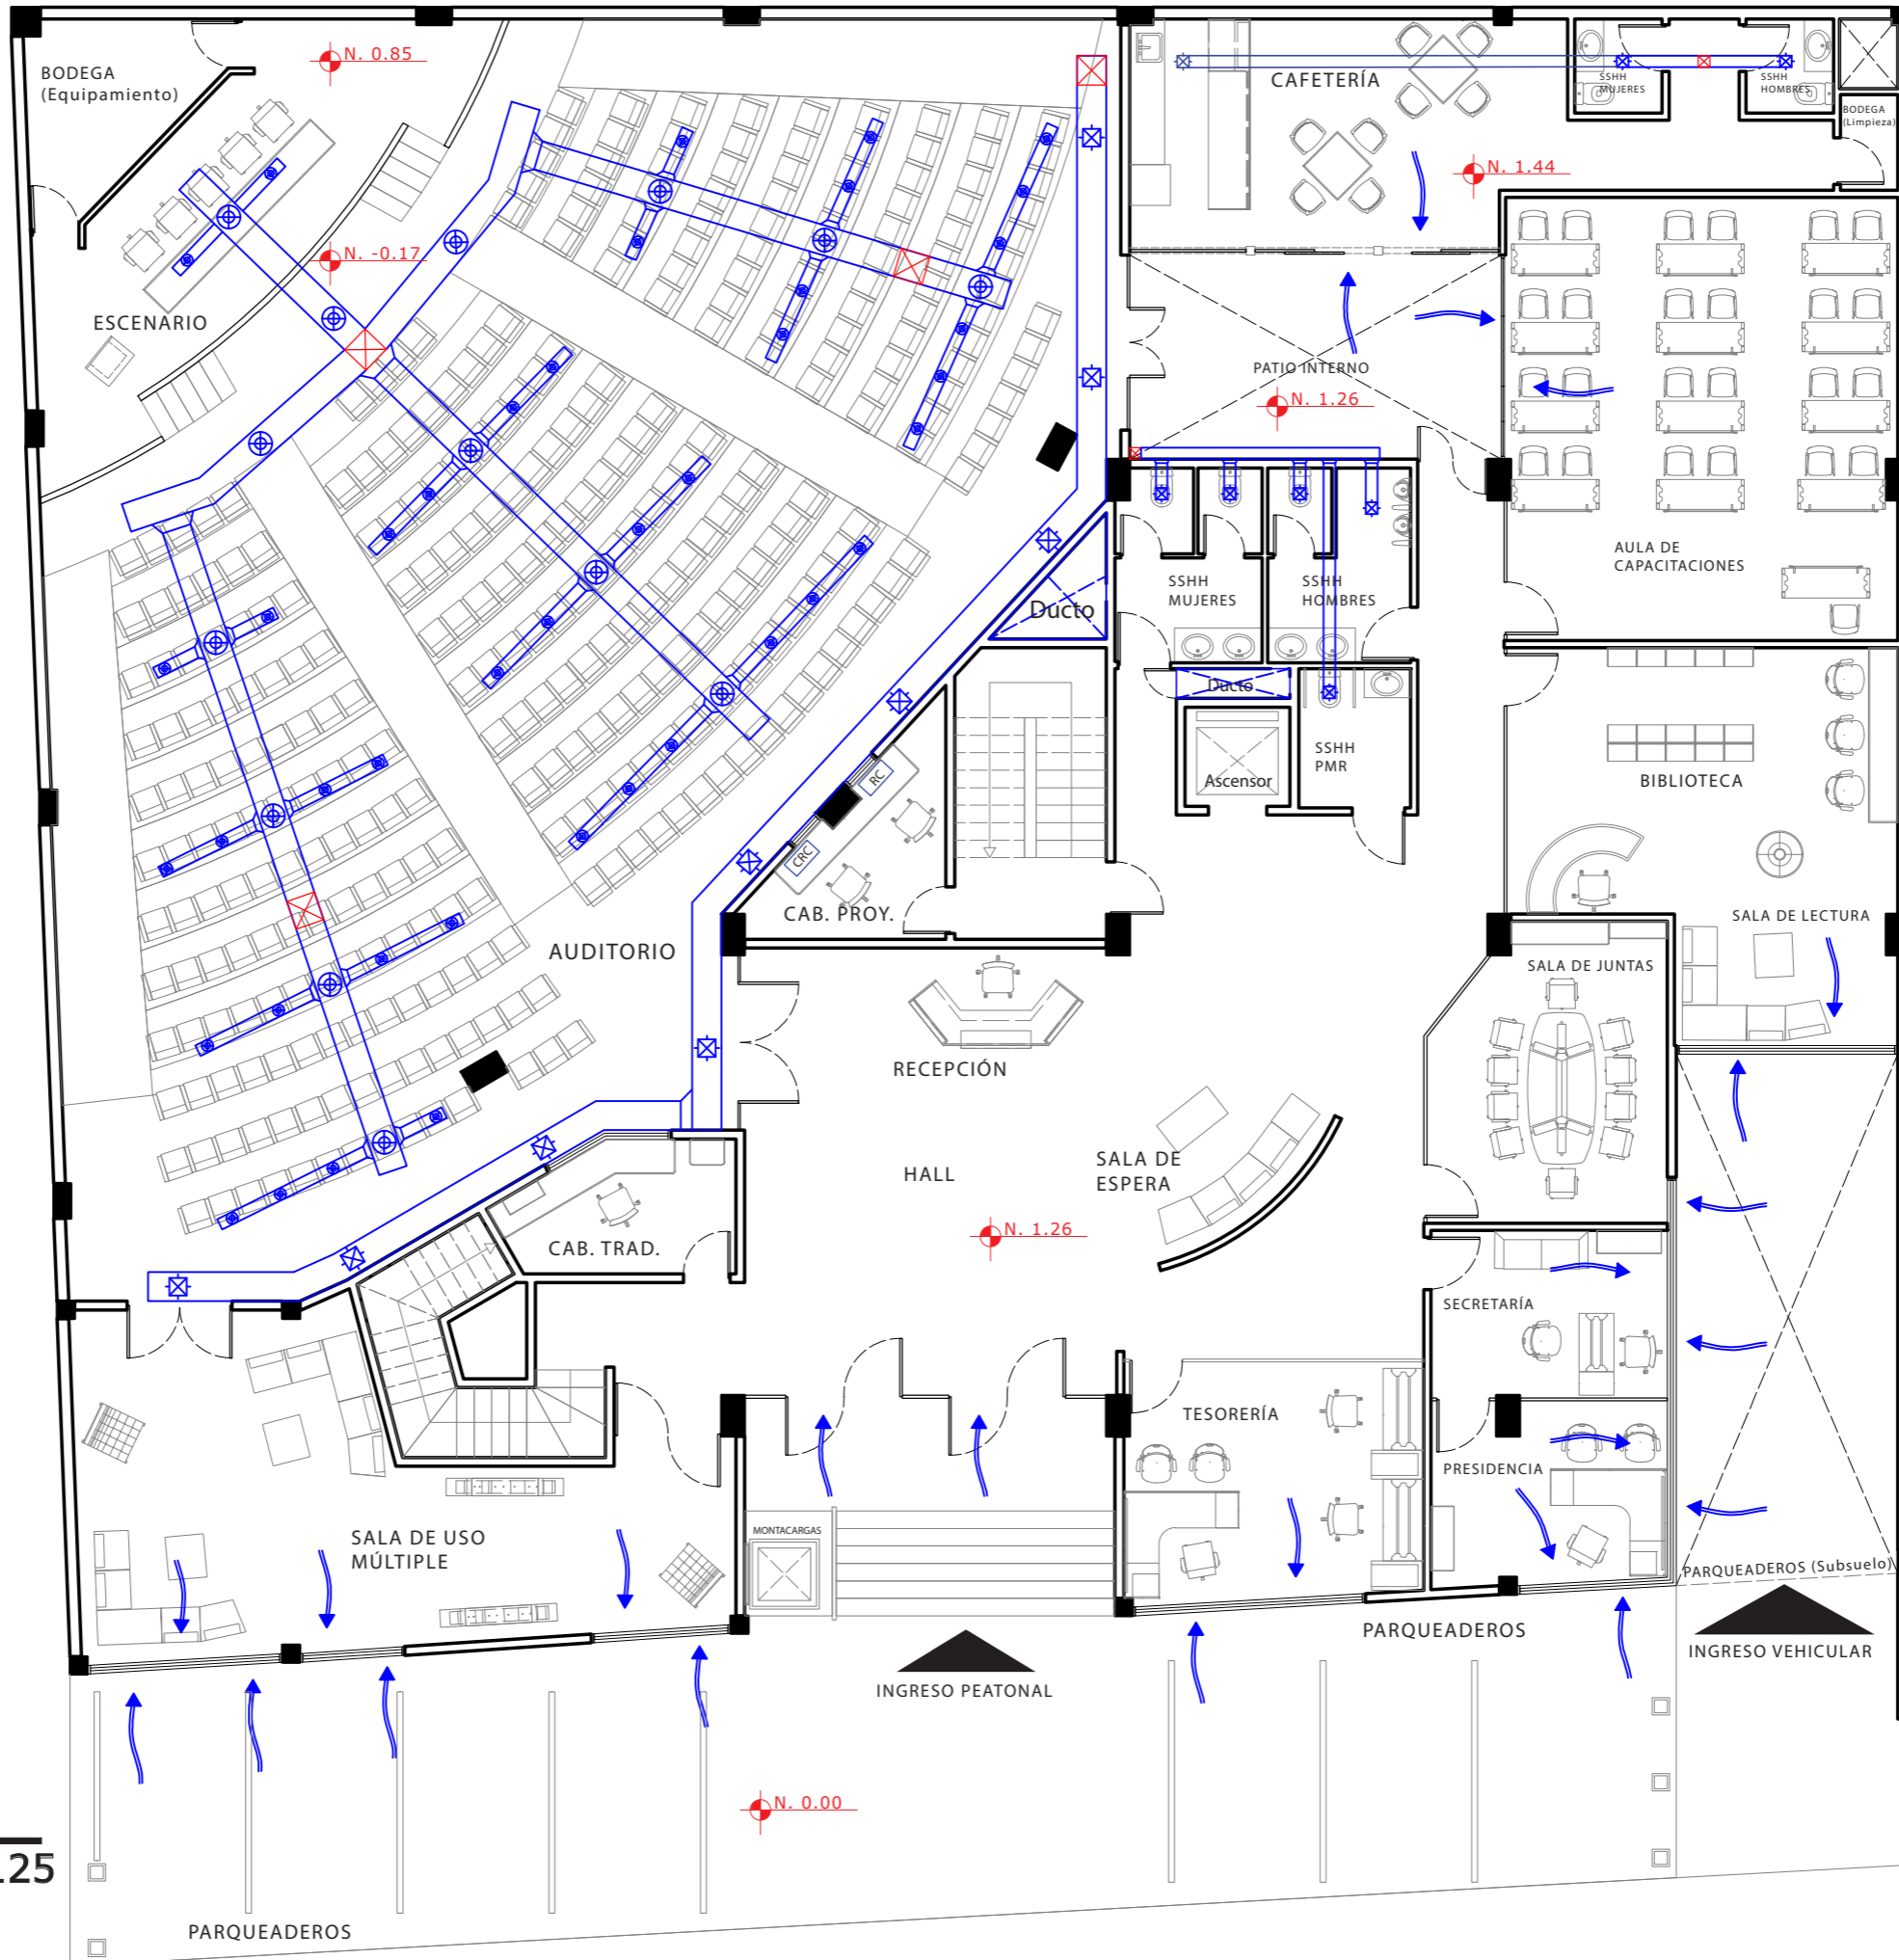 N. 0.85
BODEGA
(Equipamiento)
CAFETERÍA
SSHH
MUJERES
SSHH
HOMBRES
BODEGA
(Limpieza)
N. 1.44
N. -0.17
ESCENARIO
PATIO INTERNO
N. 1.26
AULA DE
CAPACITACIONES
SSHH
MUJERES
SSHH
HOMBRES
Ducto
Ducto
SSHH
PMR
Ascensor
BIBLIOTECA
RC
CRC
CAB. PROY.
SALA DE LECTURA
AUDITORIO
SALA DE JUNTAS
RECEPCIÓN
HALL
SALA DE
ESPERA
N. 1.26
CAB. TRAD.
SECRETARÍA
TESORERÍA
PRESIDENCIA
MONTACARGAS
SALA DE USO
MÚLTIPLE
PARQUEADEROS (Subsuelo)
PARQUEADEROS
INGRESO VEHICULAR
INGRESO PEATONAL
N. 0.00
.25
PARQUEADEROS